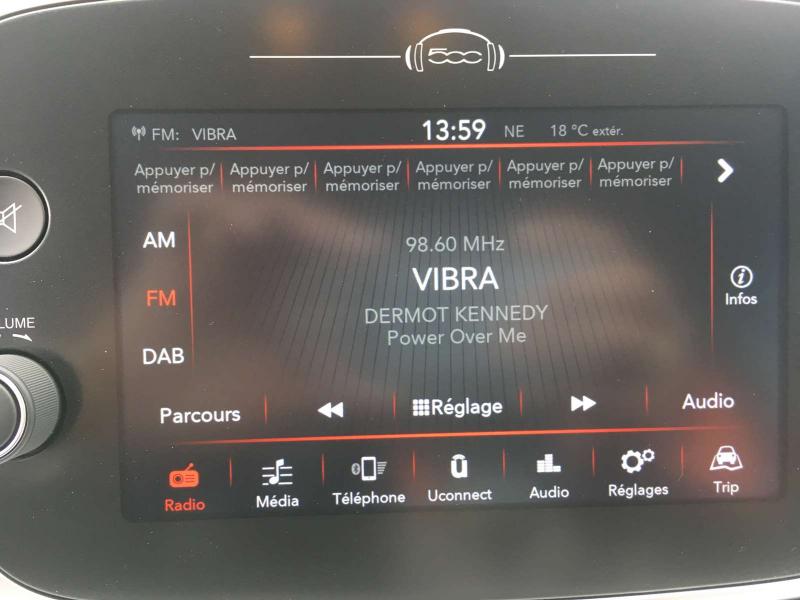 500
FM: VIBRA 13:59 NE 18 °C extér.
Appuyer p/ Appuyer p/ Appuyer p/ Appuyer p/ Appuyer p/ Appuyer p/
mémoriser mémoriser mémoriser mémoriser mémoriser mémoriser
AM
98.60 MHz
VIBRA
FM
Infos
DERMOT KENNEDY
LUME
Power Over Me
DAB
Parcours Réglage Audio
Radio Média Téléphone Uconnect Audio Réglages Trip